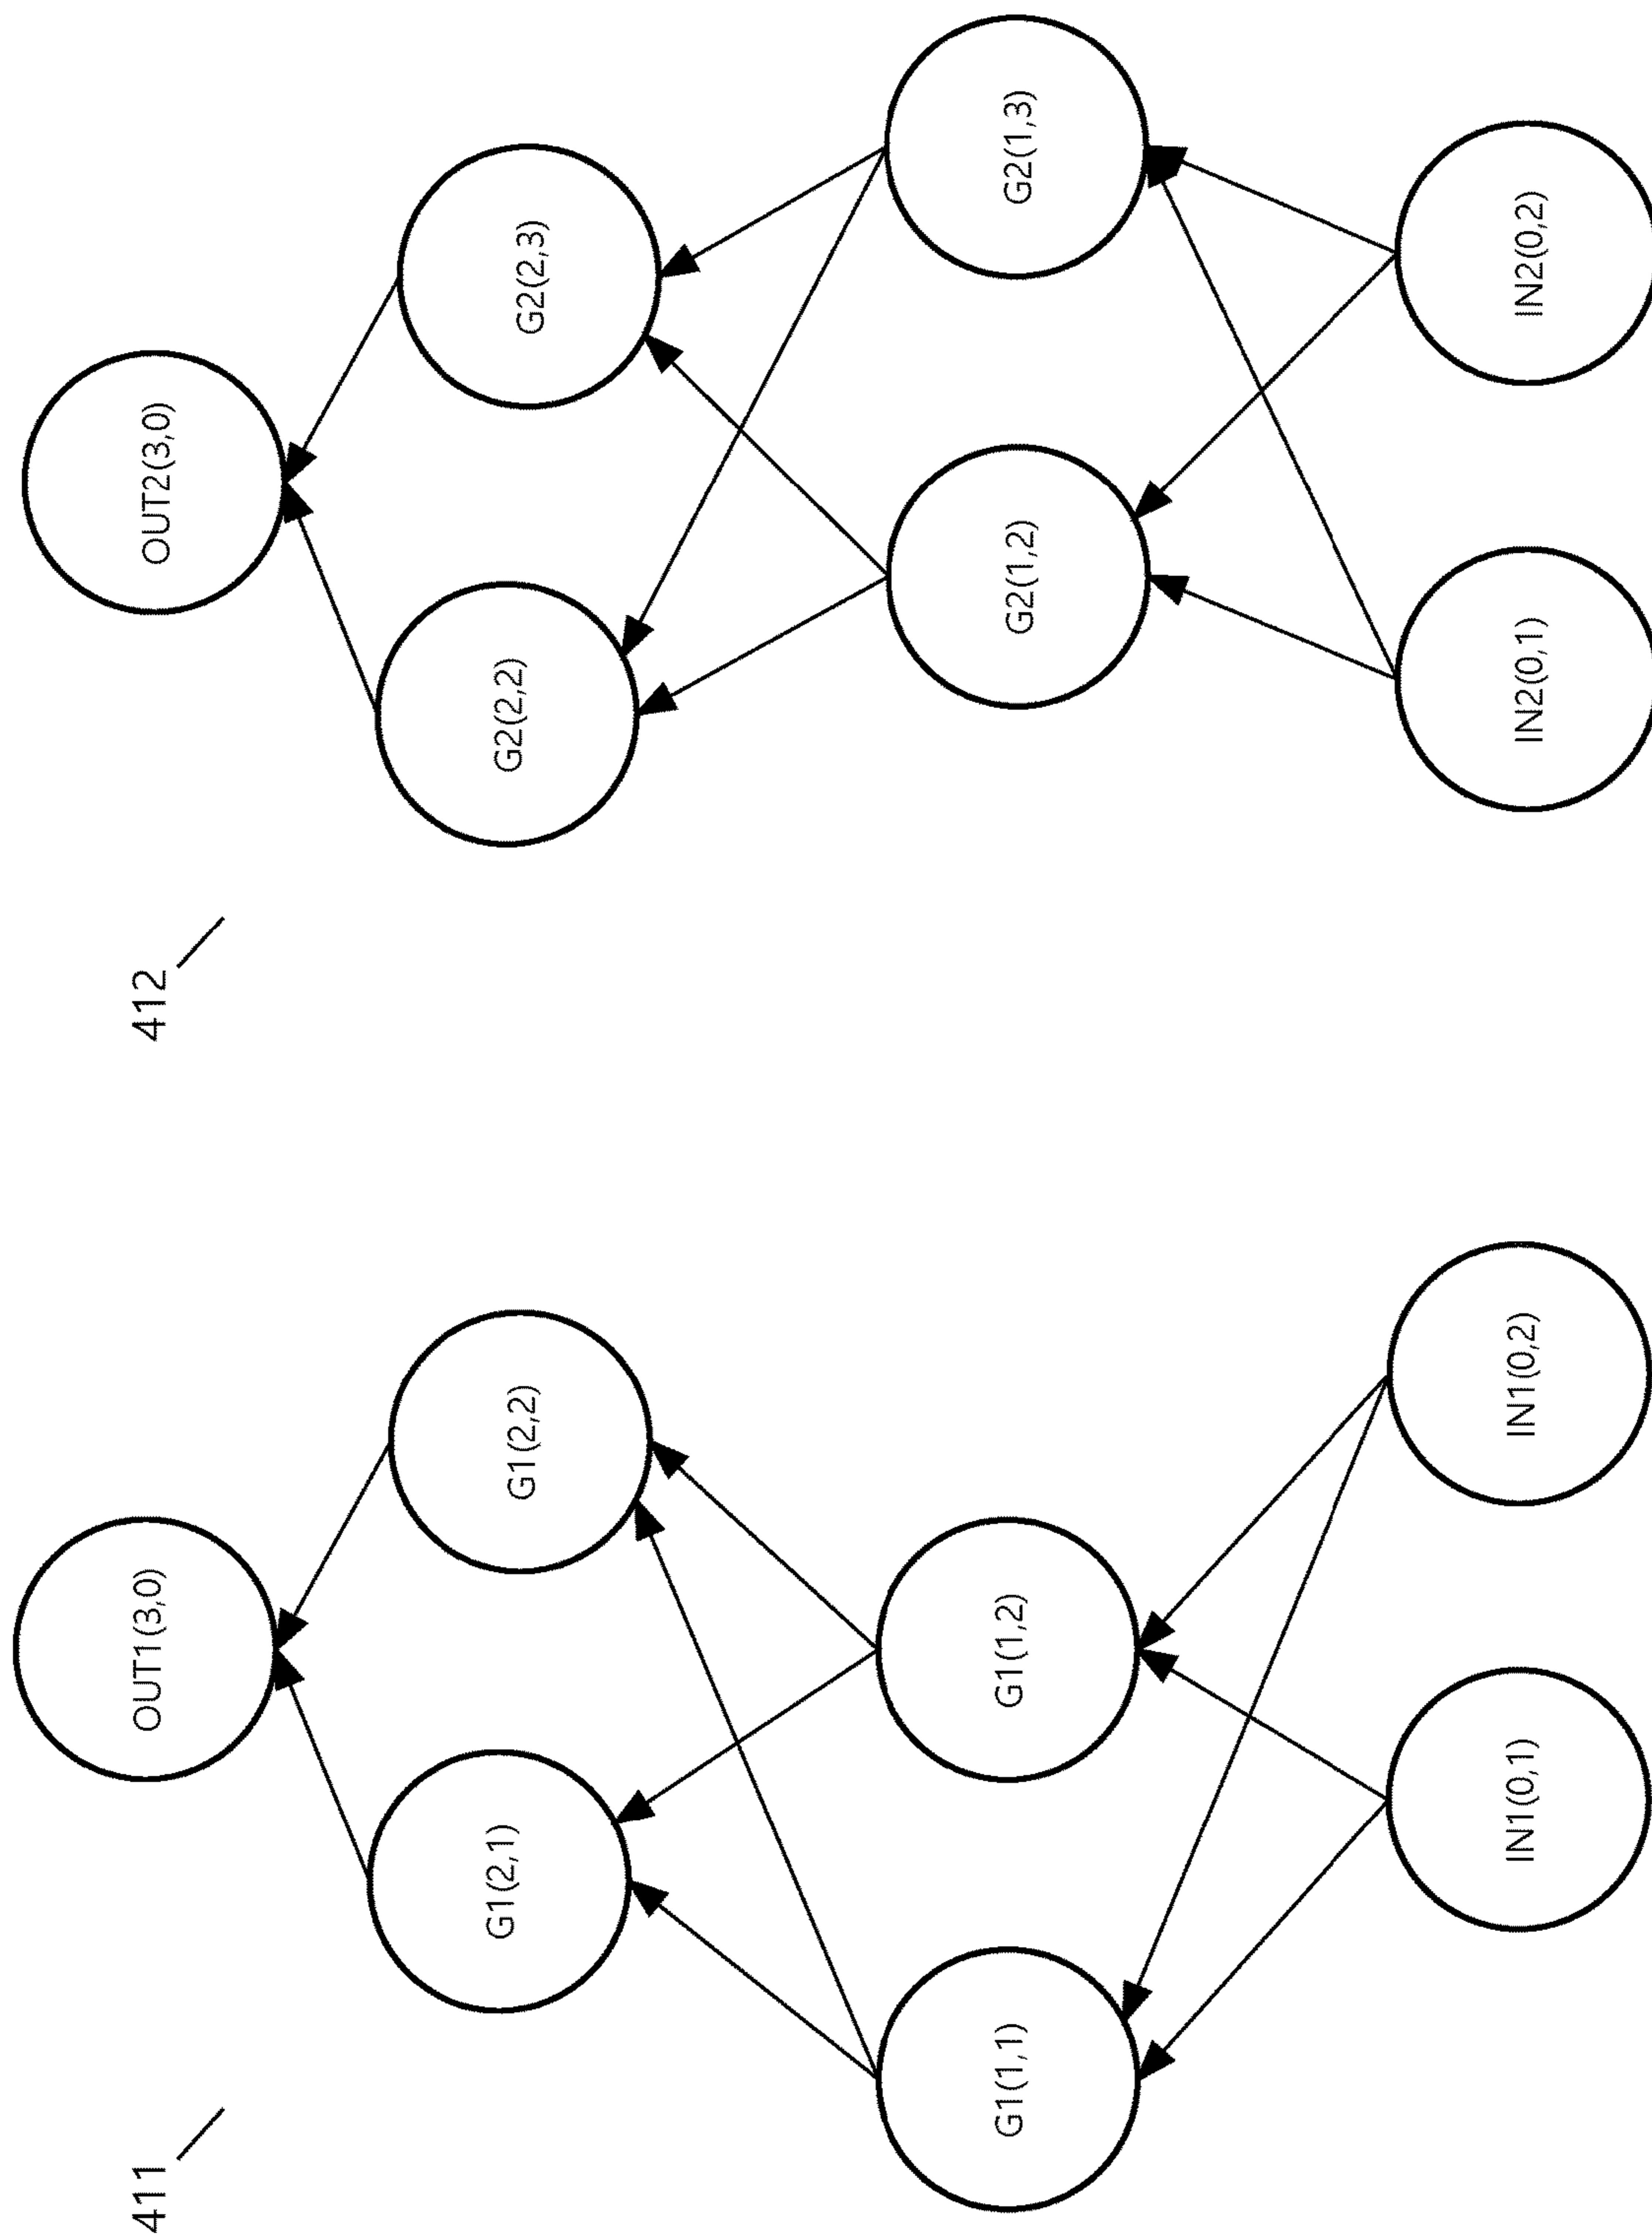 411
OUT1(3,0)
G1(2,1)
G1(2,2)
G1(1,1)
G1(1,2)
IN1(0,1)
IN1(0,2)
412
OUT2(3,0)
G2(2,2)
G2(2,3)
G2(1,2)
G2(1,3)
IN2(0,1)
IN2(0,2)